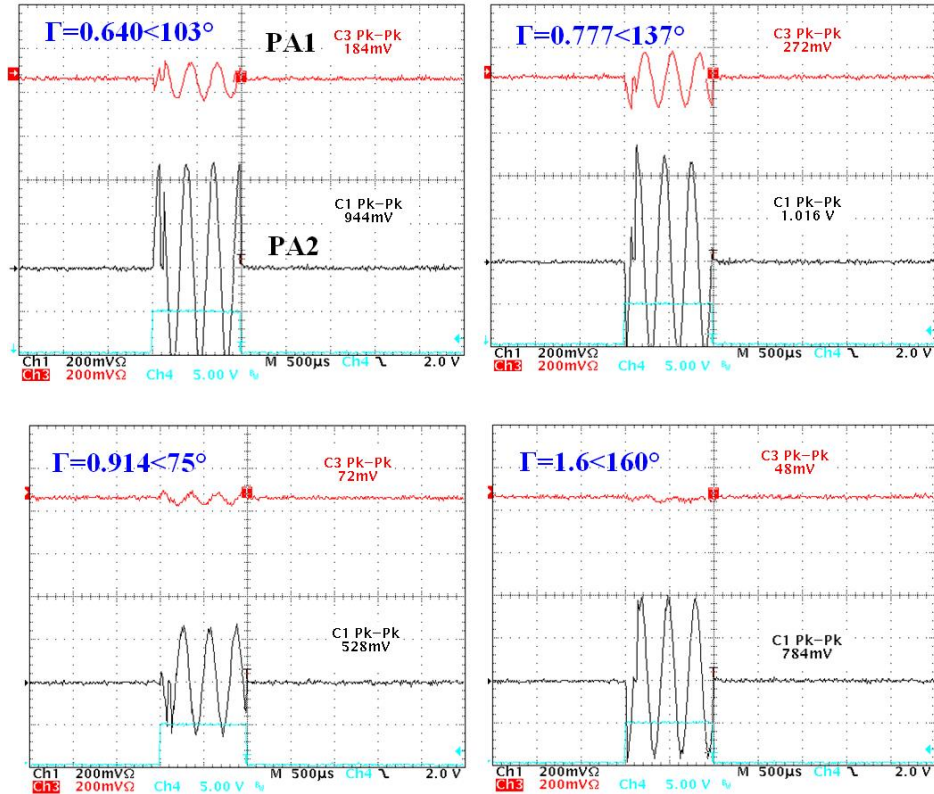 Γ=0.640<103°
PA1
C3 Pk-Pk
184mV
C1 Pk-Pk
944mV
PA2
Ch1 200mVΩ M 500µs Ch4 2.0 V
Ch3 200mVΩ Ch4 5.00 V
Γ=0.777<137°
C3 Pk-Pk
272mV
C1 Pk-Pk
1.016 V
Ch1 200mVΩ M 500µs Ch4 2.0 V
Ch3 200mVΩ Ch4 5.00 V
Γ=0.914<75°
C3 Pk-Pk
72mV
C1 Pk-Pk
528mV
Ch1 200mVΩ M 500µs Ch4 2.0 V
Ch3 200mVΩ Ch4 5.00 V
Γ=1.6<160°
C3 Pk-Pk
48mV
C1 Pk-Pk
784mV
Ch1 200mVΩ M 500µs Ch4 2.0 V
Ch3 200mVΩ Ch4 5.00 V